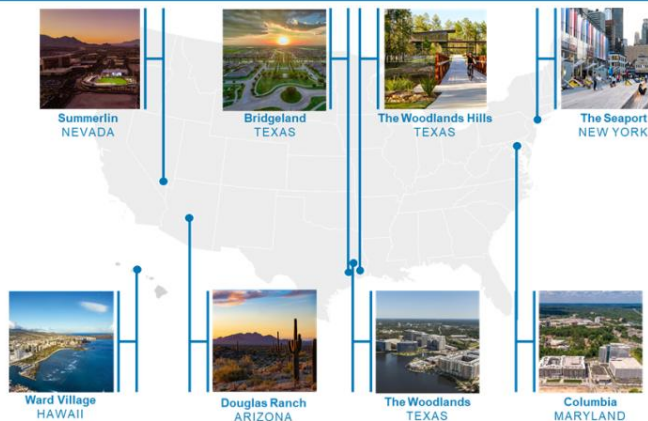 Summerlin
NEVADA
Bridgeland
TEXAS
The Woodlands Hills
TEXAS
The Seaport
NEW YORK
Ward Village
HAWAII
Douglas Ranch
ARIZONA
The Woodlands
TEXAS
Columbia
MARYLAND